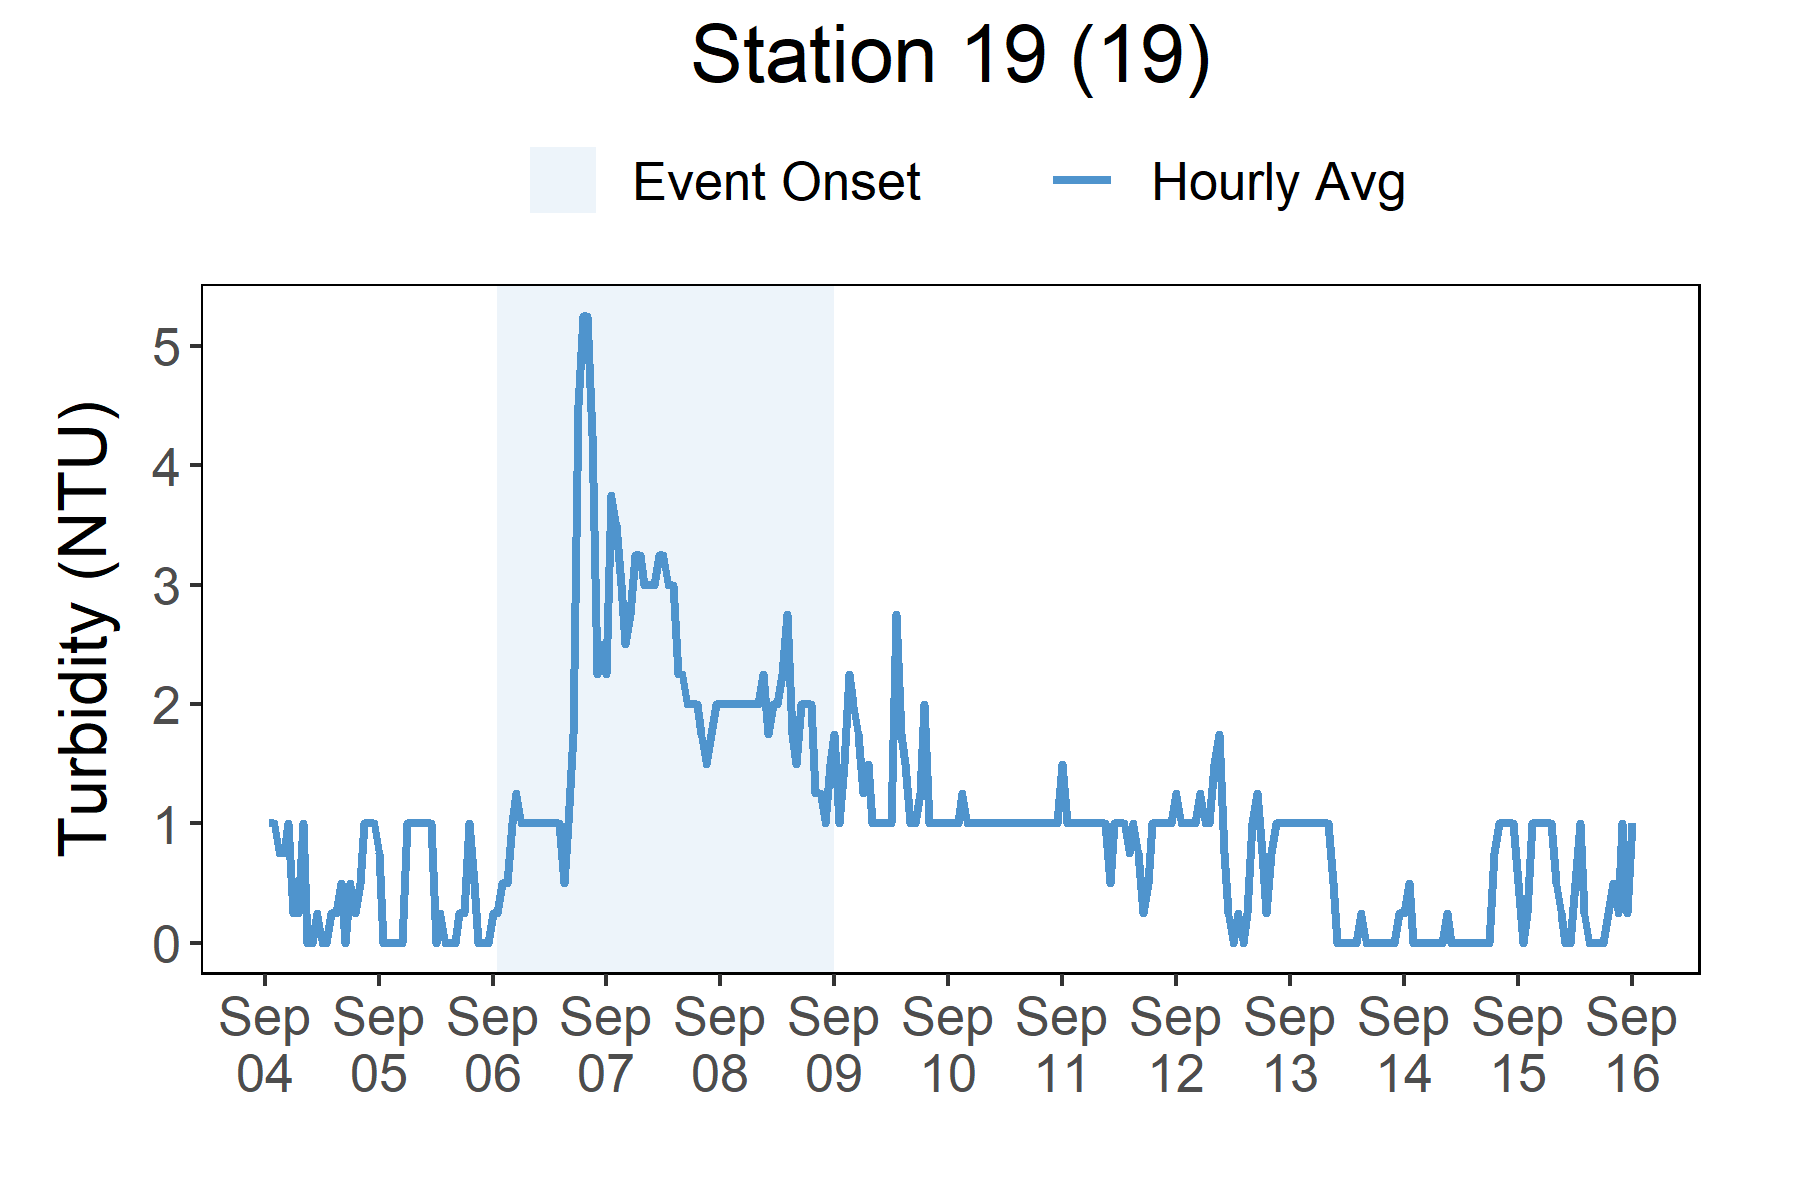 Station 19 (19)
Event Onset
Hourly Avg
Turbidity (NTU)
5
4
3
2
1
0
Sep Sep Sep Sep Sep Sep Sep Sep Sep Sep Sep Sep Sep
04 05 06 07 08 09 10 11 12 13 14 15 16